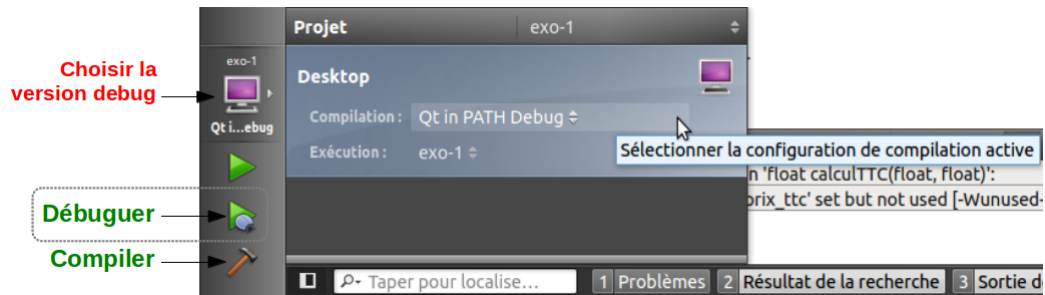 Projet exo-1
exo-1
Choisir la
version debug
Desktop
Qt i...ebug
Compilation : Qt in PATH Debug
Exécution : exo-1
Sélectionner la configuration de compilation active
n 'float calculTTC(float, float)':
prix_ttc' set but not used [-Wunused-
Débuguer
Compiler
Taper pour localise...
1 Problèmes 2 Résultat de la recherche 3 Sortie d